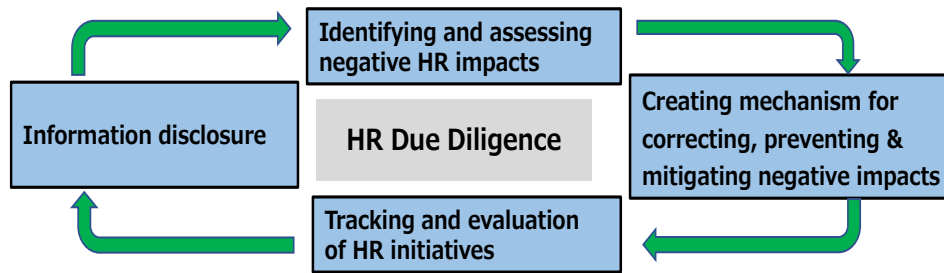 Identifying and assessing
negative HR impacts
Information disclosure
HR Due Diligence
Creating mechanism for
correcting, preventing &
mitigating negative impacts
Tracking and evaluation
of HR initiatives